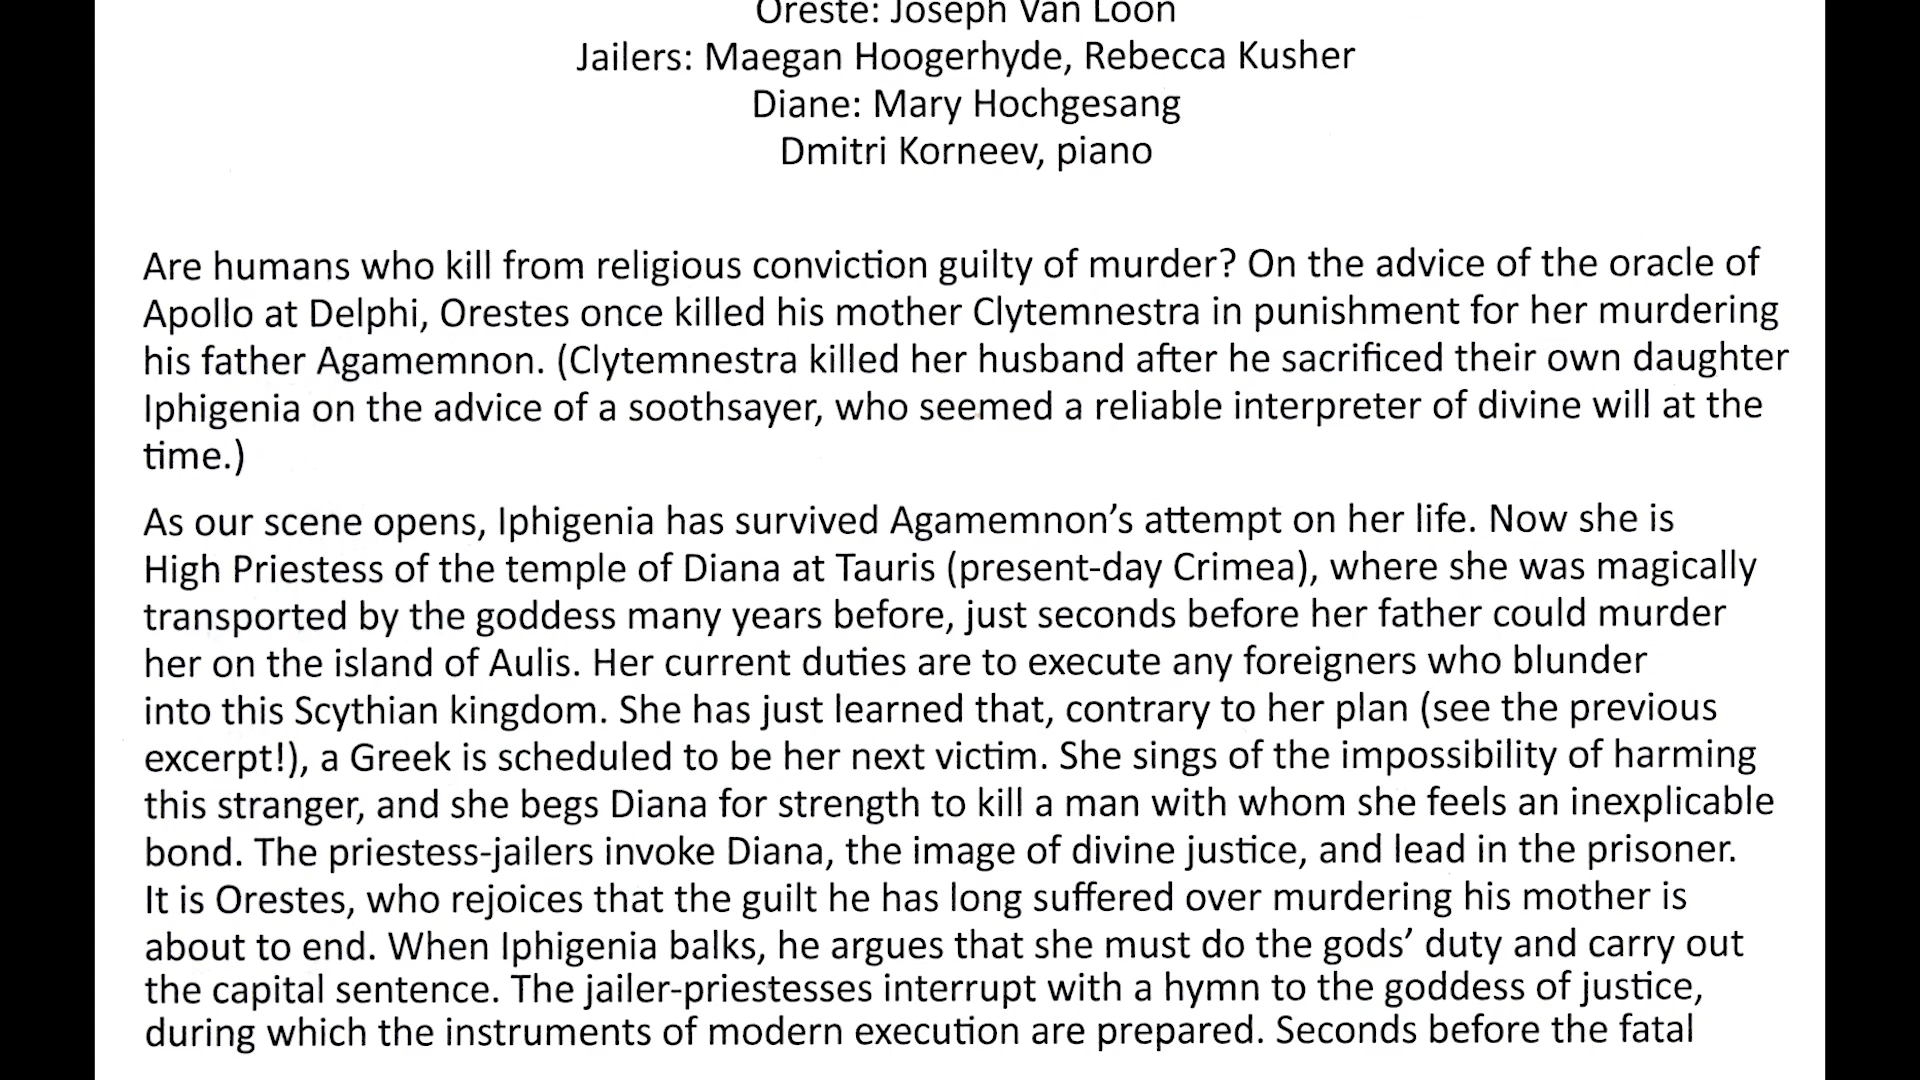 Oreste: Joseph Van Loon
Jailers: Maegan Hoogerhyde, Rebecca Kusher
Diane: Mary Hochgesang
Dmitri Korneev, piano
Are humans who kill from religious conviction guilty of murder? On the advice of the oracle of
Apollo at Delphi, Orestes once killed his mother Clytemnestra in punishment for her murdering
his father Agamemnon. (Clytemnestra killed her husband after he sacrificed their own daughter
Iphigenia on the advice of a soothsayer, who seemed a reliable interpreter of divine will at the
time.)
As our scene opens, Iphigenia has survived Agamemnon’s attempt on her life. Now she is
High Priestess of the temple of Diana at Tauris (present-day Crimea), where she was magically
transported by the goddess many years before, just seconds before her father could murder
her on the island of Aulis. Her current duties are to execute any foreigners who blunder
into this Scythian kingdom. She has just learned that, contrary to her plan (see the previous
excerpt!), a Greek is scheduled to be her next victim. She sings of the impossibility of harming
this stranger, and she begs Diana for strength to kill a man with whom she feels an inexplicable
bond. The priestess-jailers invoke Diana, the image of divine justice, and lead in the prisoner.
It is Orestes, who rejoices that the guilt he has long suffered over murdering his mother is
about to end. When Iphigenia balks, he argues that she must do the gods’ duty and carry out
the capital sentence. The jailer-priestesses interrupt with a hymn to the goddess of justice,
during which the instruments of modern execution are prepared. Seconds before the fatal